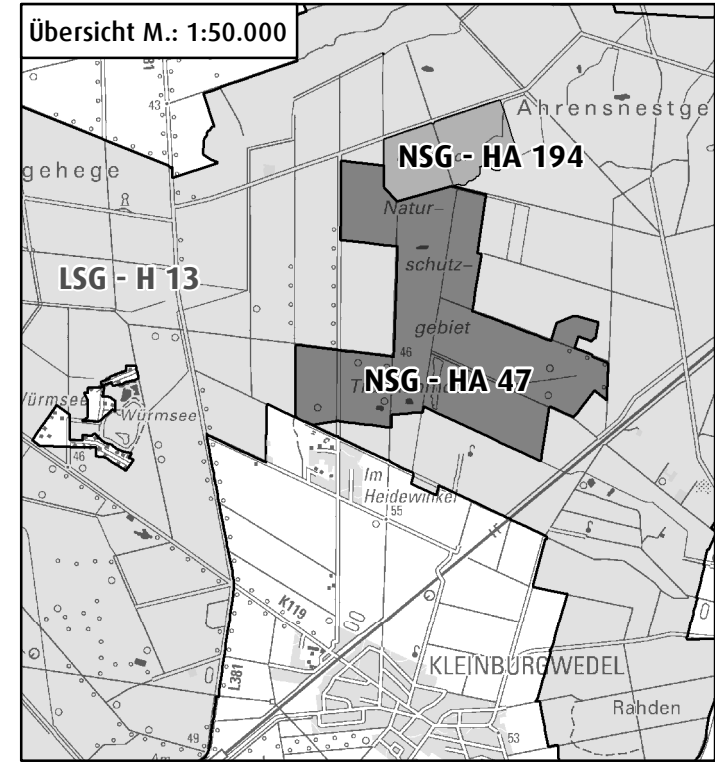 Übersicht M.: 1:50.000
43
Ahrensnestge
NSG - HA 194
gehege
Natur–
schutz–
LSG - H 13
gebiet
46
NSG - HA 47
Würmsee
Würmsee
46
Im
Heidewinkel
55
K119
KLEINBURGWEDEL
L381
Rahden
49
53
Am